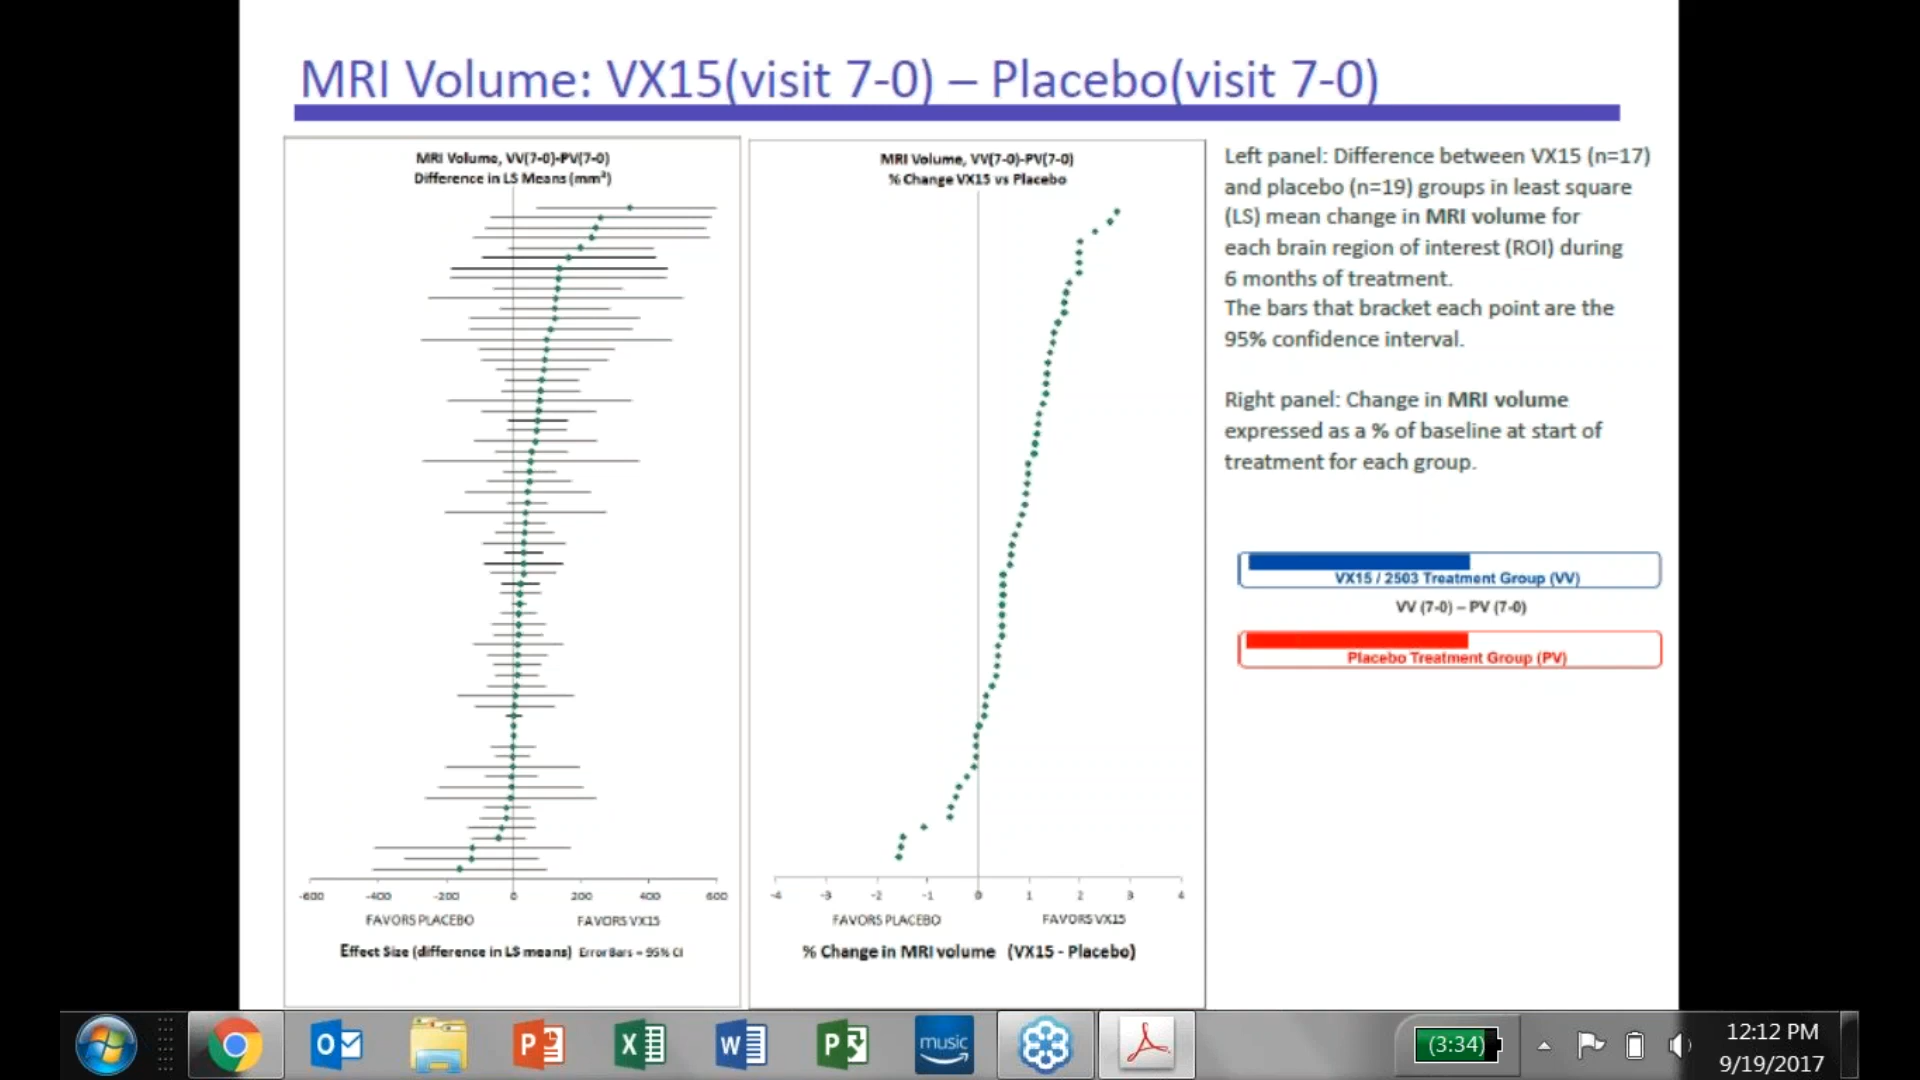 MRI Volume: VX15(visit 7-0) – Placebo(visit 7-0)
MRI Volume, VV(7-0)-PV(7-0)
Difference in LS Means (mm³)
-600 -400 -200 0 200 400 600
FAVORS PLACEBO FAVORS VX15
Effect Size (difference in LS means) Error Bars = 95% CI
MRI Volume, VV(7-0)-PV(7-0)
% Change VX15 vs Placebo
-4 -3 -2 -1 0 1 2 3 4
FAVORS PLACEBO FAVORS VX15
% Change in MRI volume (VX15 - Placebo)
Left panel: Difference between VX15 (n=17)
and placebo (n=19) groups in least square
(LS) mean change in MRI volume for
each brain region of interest (ROI) during
6 months of treatment.
The bars that bracket each point are the
95% confidence interval.
Right panel: Change in MRI volume
expressed as a % of baseline at start of
treatment for each group.
VX15 / 2503 Treatment Group (VV)
VV (7-0) – PV (7-0)
Placebo Treatment Group (PV)
music
(3:34)
12:12 PM
9/19/2017